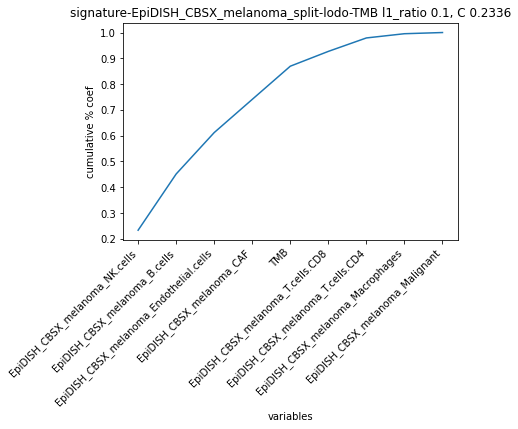 signature-EpiDISH_CBSX_melanoma_split-lodo-TMB l1_ratio 0.1, C 0.2336
cumulative % coef
1.0
0.9
0.8
0.7
0.6
0.5
0.4
0.3
0.2
EpiDISH_CBSX_melanoma_NK.cells
EpiDISH_CBSX_melanoma_B.cells
EpiDISH_CBSX_melanoma_Endothelial.cells
EpiDISH_CBSX_melanoma_CAF
TMB
EpiDISH_CBSX_melanoma_T.cells.CD8
EpiDISH_CBSX_melanoma_T.cells.CD4
EpiDISH_CBSX_melanoma_Macrophages
EpiDISH_CBSX_melanoma_Malignant
variables